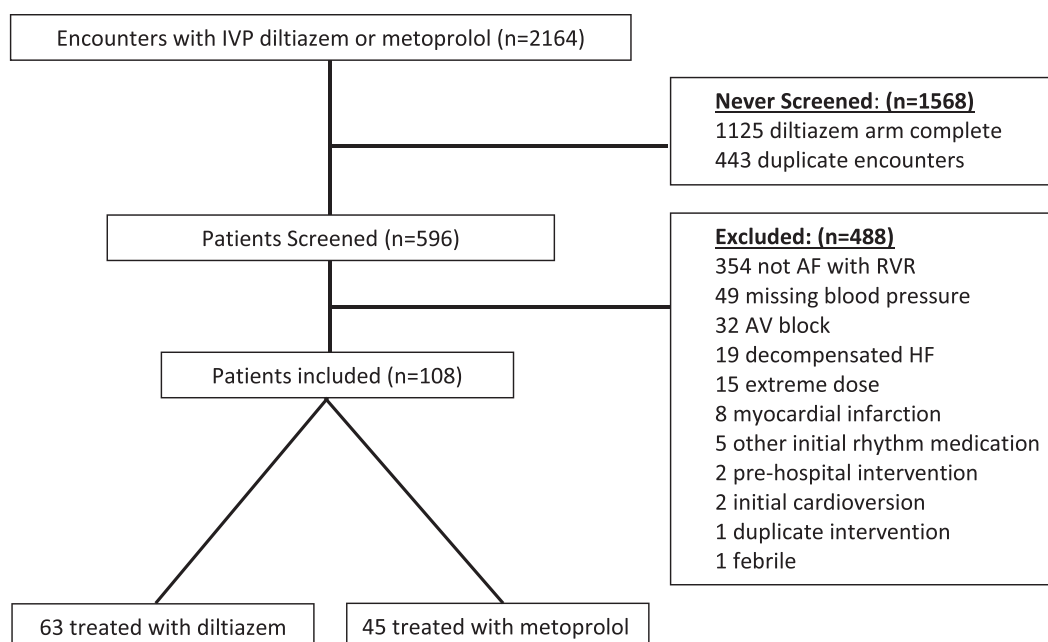 Encounters with IVP diltiazem or metoprolol (n=2164)
Never Screened: (n=1568)
1125 diltiazem arm complete
443 duplicate encounters
Patients Screened (n=596)
Excluded: (n=488)
354 not AF with RVR
49 missing blood pressure
32 AV block
19 decompensated HF
15 extreme dose
8 myocardial infarction
5 other initial rhythm medication
2 pre-hospital intervention
2 initial cardioversion
1 duplicate intervention
1 febrile
Patients included (n=108)
63 treated with diltiazem
45 treated with metoprolol